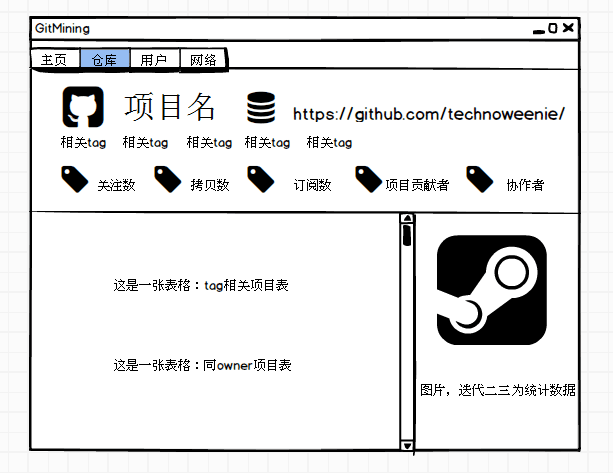 GitMining
主页 仓库 用户 网络
项目名 https://github.com/technoweenie/
相关tag 相关tag 相关tag 相关tag 相关tag
关注数 拷贝数 订阅数 项目贡献者 协作者
这是一张表格：tag相关项目表
这是一张表格：同owner项目表
图片，迭代二三为统计数据